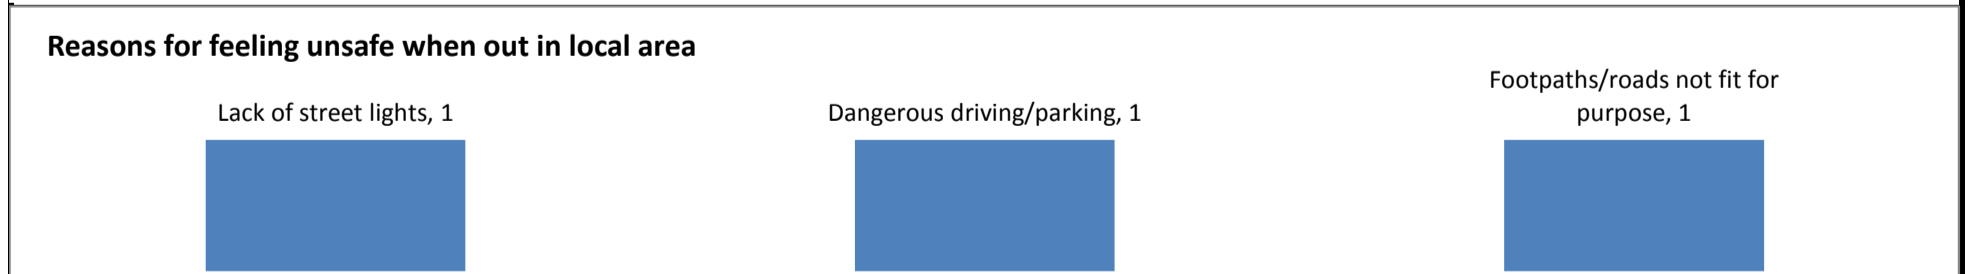 Reasons for feeling unsafe when out in local area
Lack of street lights, 1
Dangerous driving/parking, 1
Footpaths/roads not fit for
purpose, 1